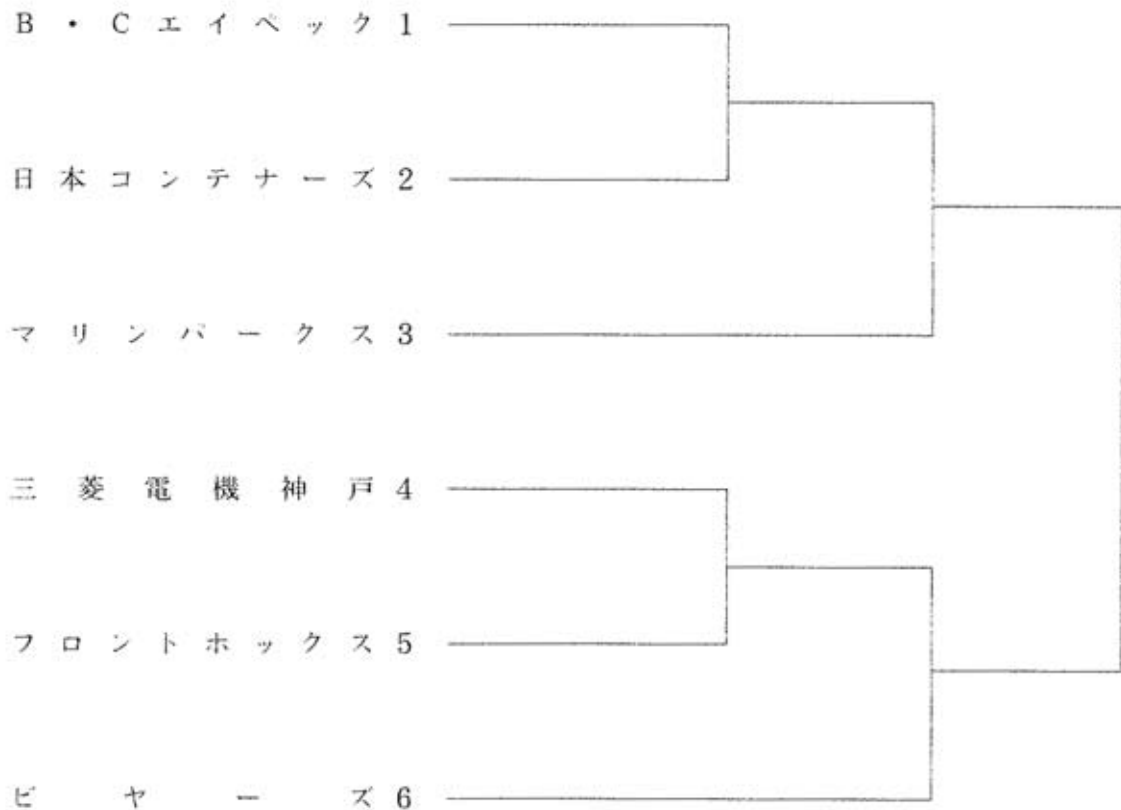 B・Cエイペック 1
日本コンテナーズ 2
マリンパークス 3
三菱電機神戸 4
フロントホックス 5
ビヤーズ 6